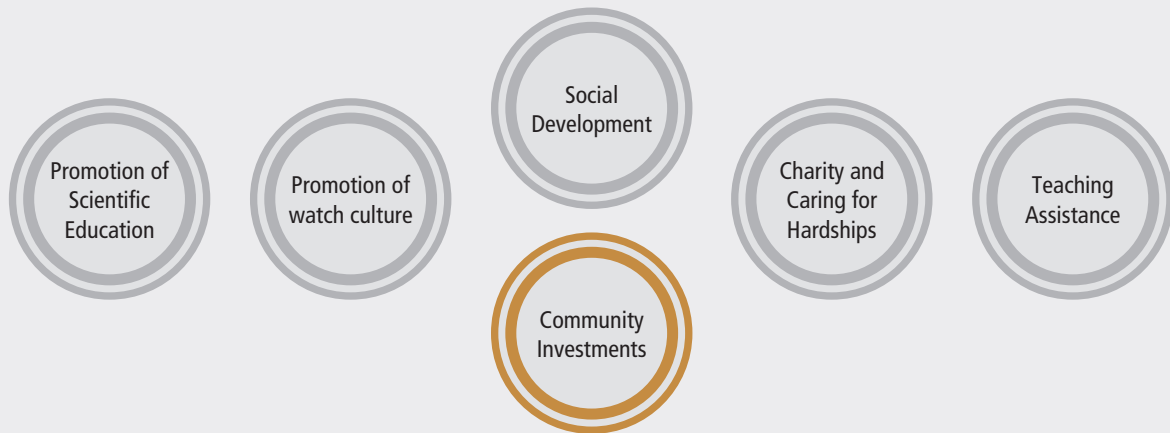 Promotion of
Scientific
Education
Promotion of
watch culture
Social
Development
Community
Investments
Charity and
Caring for
Hardships
Teaching
Assistance